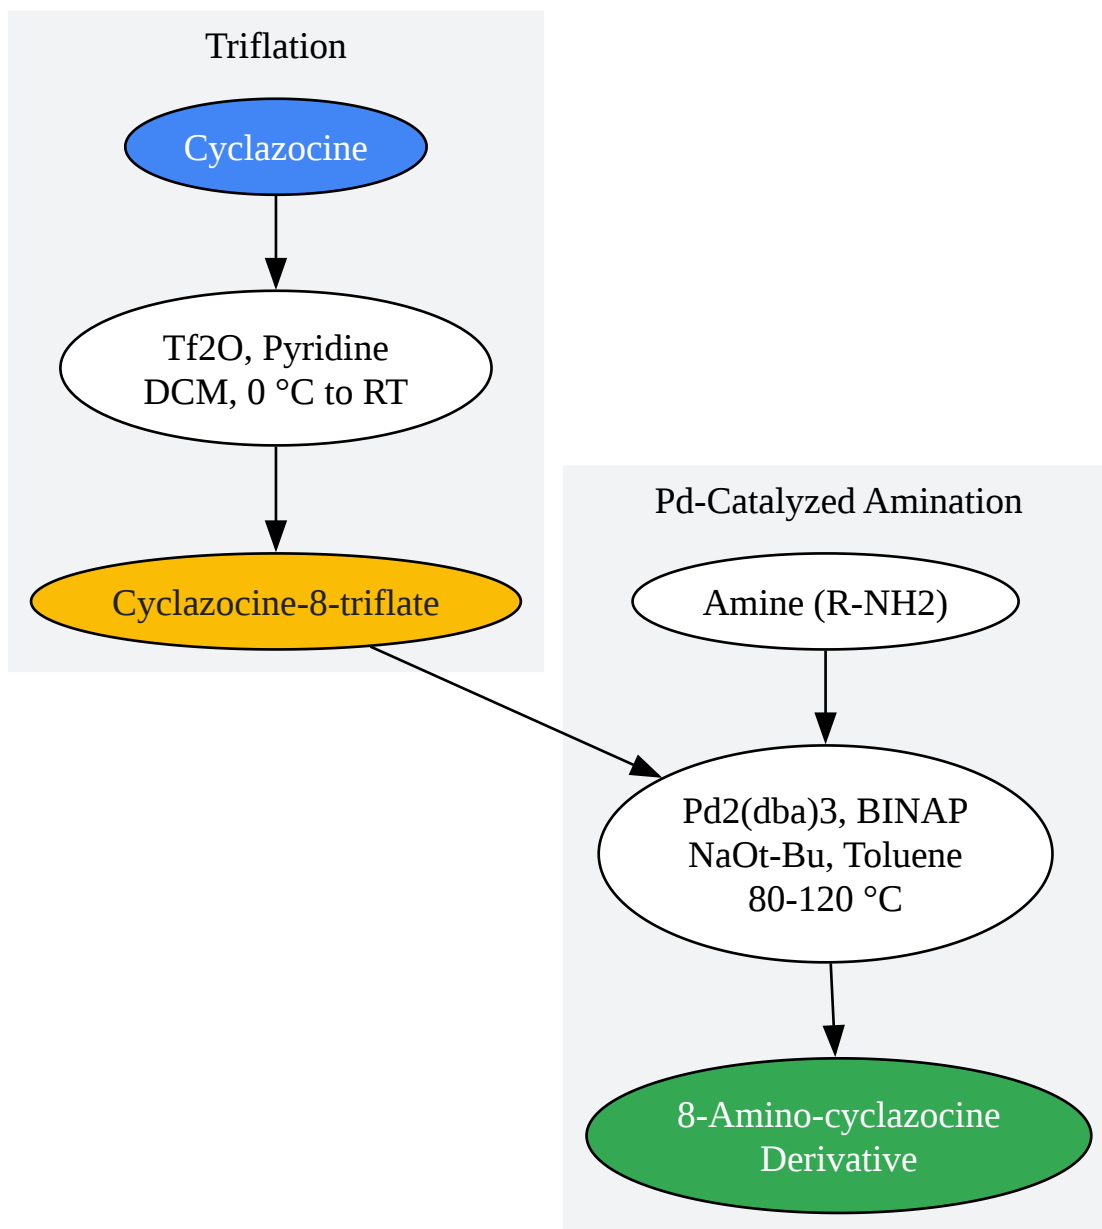 Triflation
Cyclazocine
Tf2O, Pyridine
DCM, 0 °C to RT
Cyclazocine-8-triflate
Pd-Catalyzed Amination
Amine (R-NH2)
Pd2(dba)3, BINAP
NaOt-Bu, Toluene
80-120 °C
8-Amino-cyclazocine
Derivative